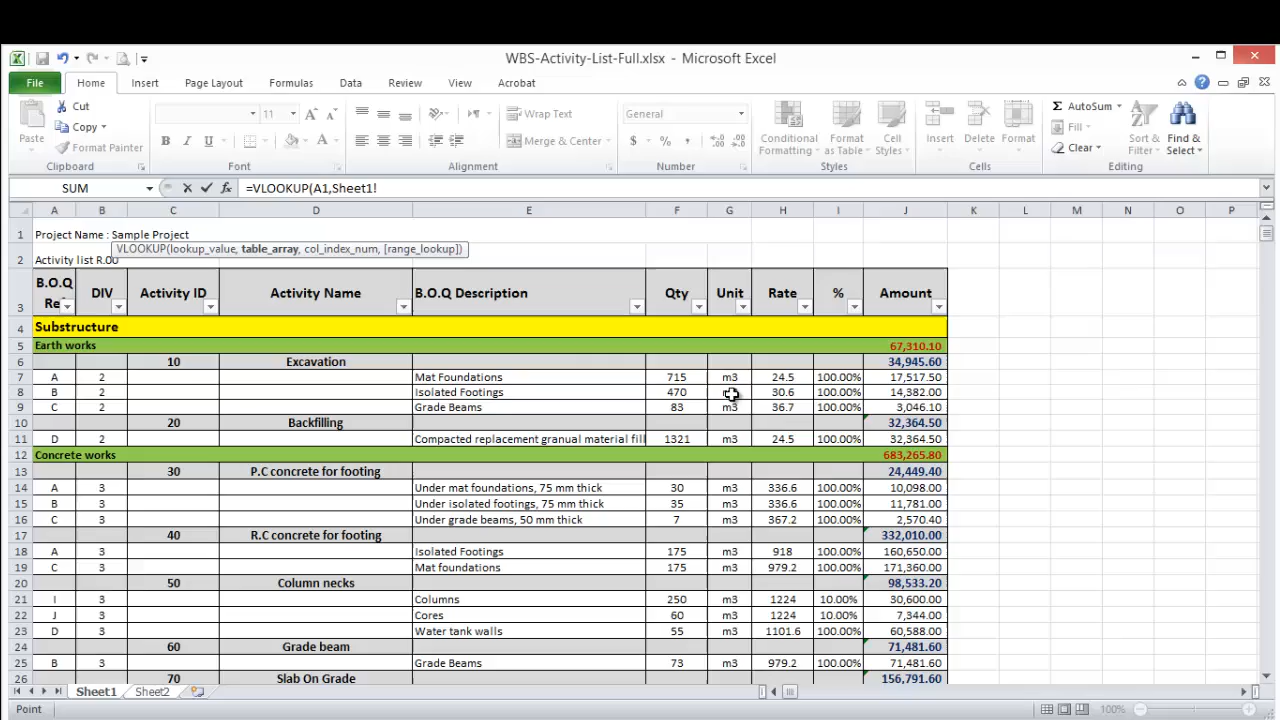 WBS-Activity-List-Full.xlsx - Microsoft Excel
File Home Insert Page Layout Formulas Data Review View Acrobat
Paste
Cut
Copy
Format Painter
Clipboard
11
Font
Wrap Text
Merge & Center
Alignment
General
Number
Conditional Formatting
Format as Table
Cell Styles
Styles
Insert Delete Format
Cells
AutoSum
Fill
Clear
Sort & Filter
Find & Select
Editing
SUM =VLOOKUP(A1,Sheet1!
A B C D E F G H I J K L M N O P
1 Project Name : Sample Project
VLOOKUP(lookup_value, table_array, col_index_num, [range_lookup])
2 Activity list R.00
3 B.O.Q DIV Activity ID Activity Name B.O.Q Description Qty Unit Rate % Amount
4 Substructure
5 Earth works 67,310.10
6 10 Excavation 34,945.60
7 A 2 Mat Foundations 715 m3 24.5 100.00% 17,517.50
8 B 2 Isolated Footings 470 30.6 100.00% 14,382.00
9 C 2 Grade Beams 83 m3 36.7 100.00% 3,046.10
10 20 Backfilling 32,364.50
11 D 2 Compacted replacement granual material fill 1321 m3 24.5 100.00% 32,364.50
12 Concrete works 683,265.80
13 30 P.C concrete for footing 24,449.40
14 A 3 Under mat foundations, 75 mm thick 30 m3 336.6 100.00% 10,098.00
15 B 3 Under isolated footings, 75 mm thick 35 m3 336.6 100.00% 11,781.00
16 C 3 Under grade beams, 50 mm thick 7 m3 367.2 100.00% 2,570.40
17 40 R.C concrete for footing 332,010.00
18 A 3 Isolated Footings 175 m3 918 100.00% 160,650.00
19 C 3 Mat foundations 175 m3 979.2 100.00% 171,360.00
20 50 Column necks 98,533.20
21 I 3 Columns 250 m3 1224 10.00% 30,600.00
22 J 3 Cores 60 m3 1224 10.00% 7,344.00
23 D 3 Water tank walls 55 m3 1101.6 100.00% 60,588.00
24 60 Grade beam 71,481.60
25 B 3 Grade Beams 73 m3 979.2 100.00% 71,481.60
26 70 Slab On Grade 156,791.60
Sheet1 Sheet2
Point 100%